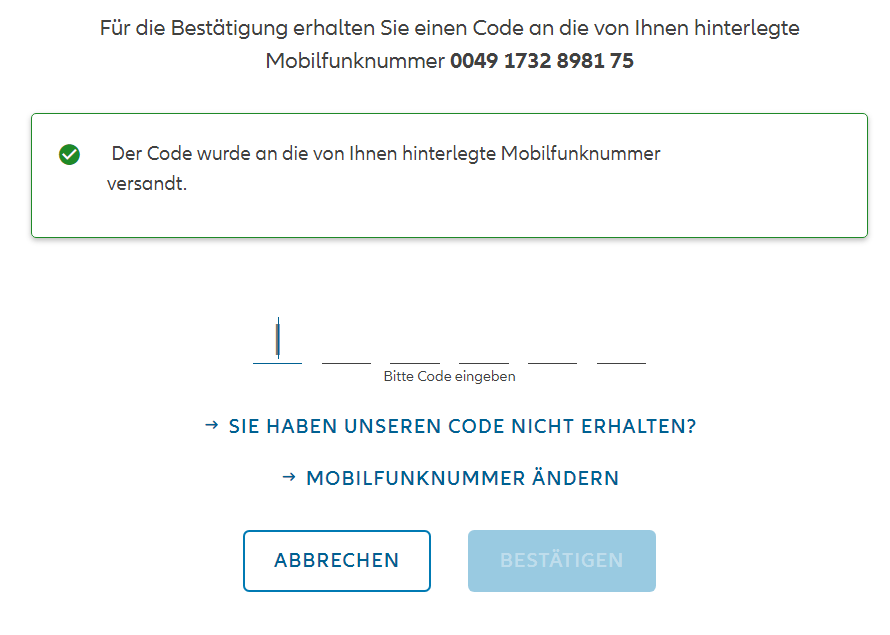 Für die Bestätigung erhalten Sie einen Code an die von Ihnen hinterlegte
Mobilfunknummer 0049 1732 8981 75
Der Code wurde an die von Ihnen hinterlegte Mobilfunknummer
versandt.
Bitte Code eingeben
→ SIE HABEN UNSEREN CODE NICHT ERHALTEN?
→ MOBILFUNKNUMMER ÄNDERN
ABBRECHEN
BESTÄTIGEN